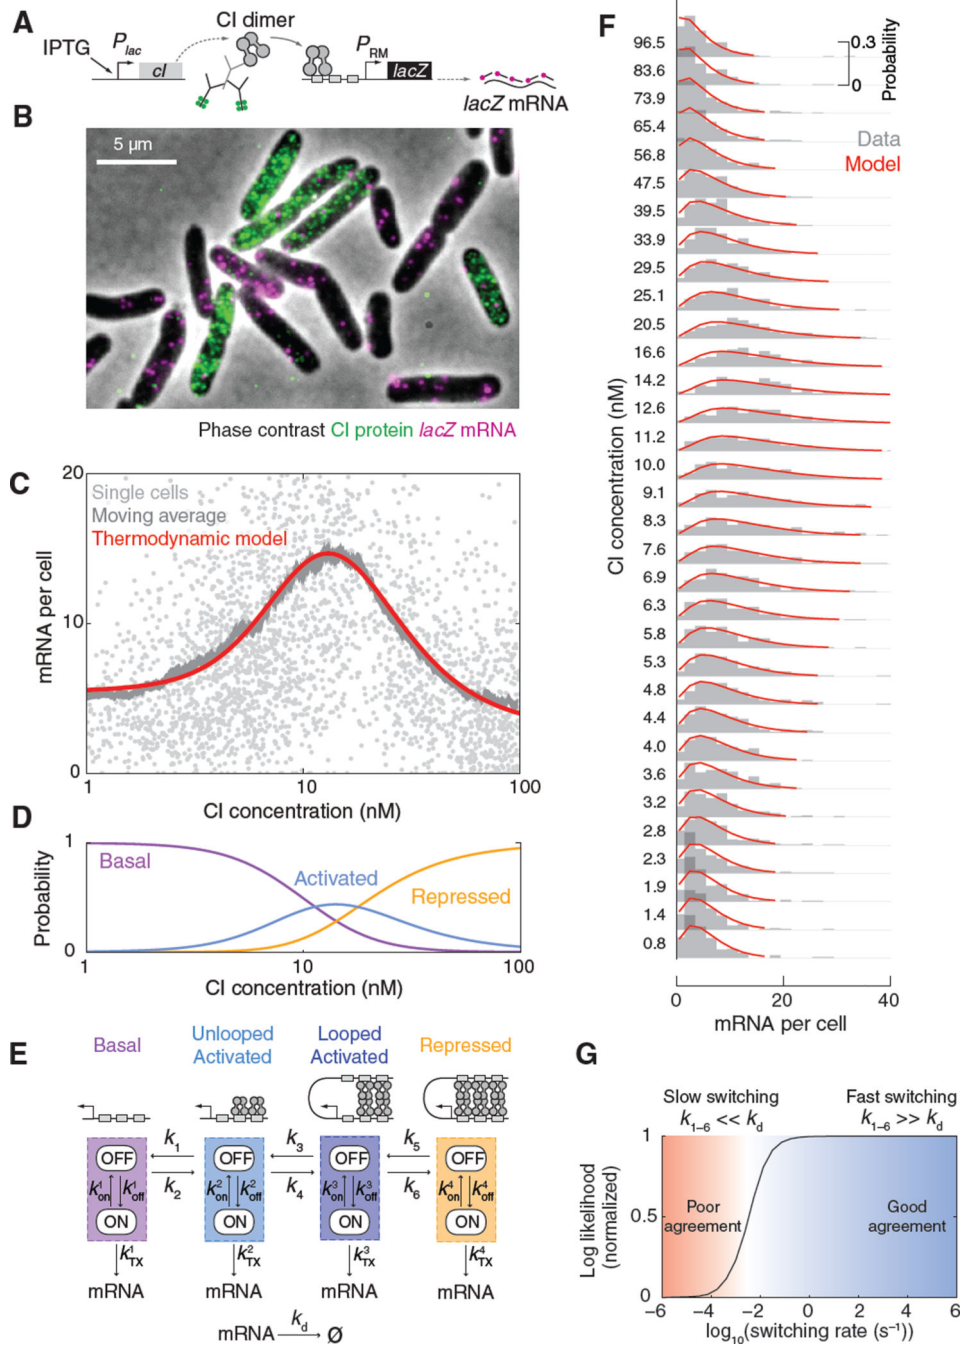 A
CI dimer
IPTG
P_lac
cI
P_RM
lacZ
lacZ mRNA
B
5 µm
Phase contrast CI protein lacZ mRNA
C
20
10
0
mRNA per cell
Single cells
Moving average
Thermodynamic model
1
10
100
CI concentration (nM)
D
1
0
Probability
Basal
Activated
Repressed
1
10
100
CI concentration (nM)
E
Basal
Unlooped
Activated
Looped
Activated
Repressed
OFF
OFF
OFF
OFF
k₁
k₃
k₅
k₂
k₄
k₆
k¹on
k¹off
k²on
k²off
k³on
k³off
k⁴on
k⁴off
ON
ON
ON
ON
k¹TX
k²TX
k³TX
k⁴TX
mRNA
mRNA
mRNA
mRNA
mRNA
k_d
Ø
F
CI concentration (nM)
96.5
83.6
73.9
65.4
56.8
47.5
39.5
33.9
29.5
25.1
20.5
16.6
14.2
12.6
11.2
10.0
9.1
8.3
7.6
6.9
6.3
5.8
5.3
4.8
4.4
4.0
3.6
3.2
2.8
2.3
1.9
1.4
0.8
0.3
0
Probability
Data
Model
0
20
40
mRNA per cell
G
Slow switching
k₁₋₆ << k_d
Fast switching
k₁₋₆ >> k_d
1
0.5
0
Log likelihood
(normalized)
Poor
agreement
Good
agreement
−6
−4
−2
0
2
4
6
log₁₀(switching rate (s⁻¹))